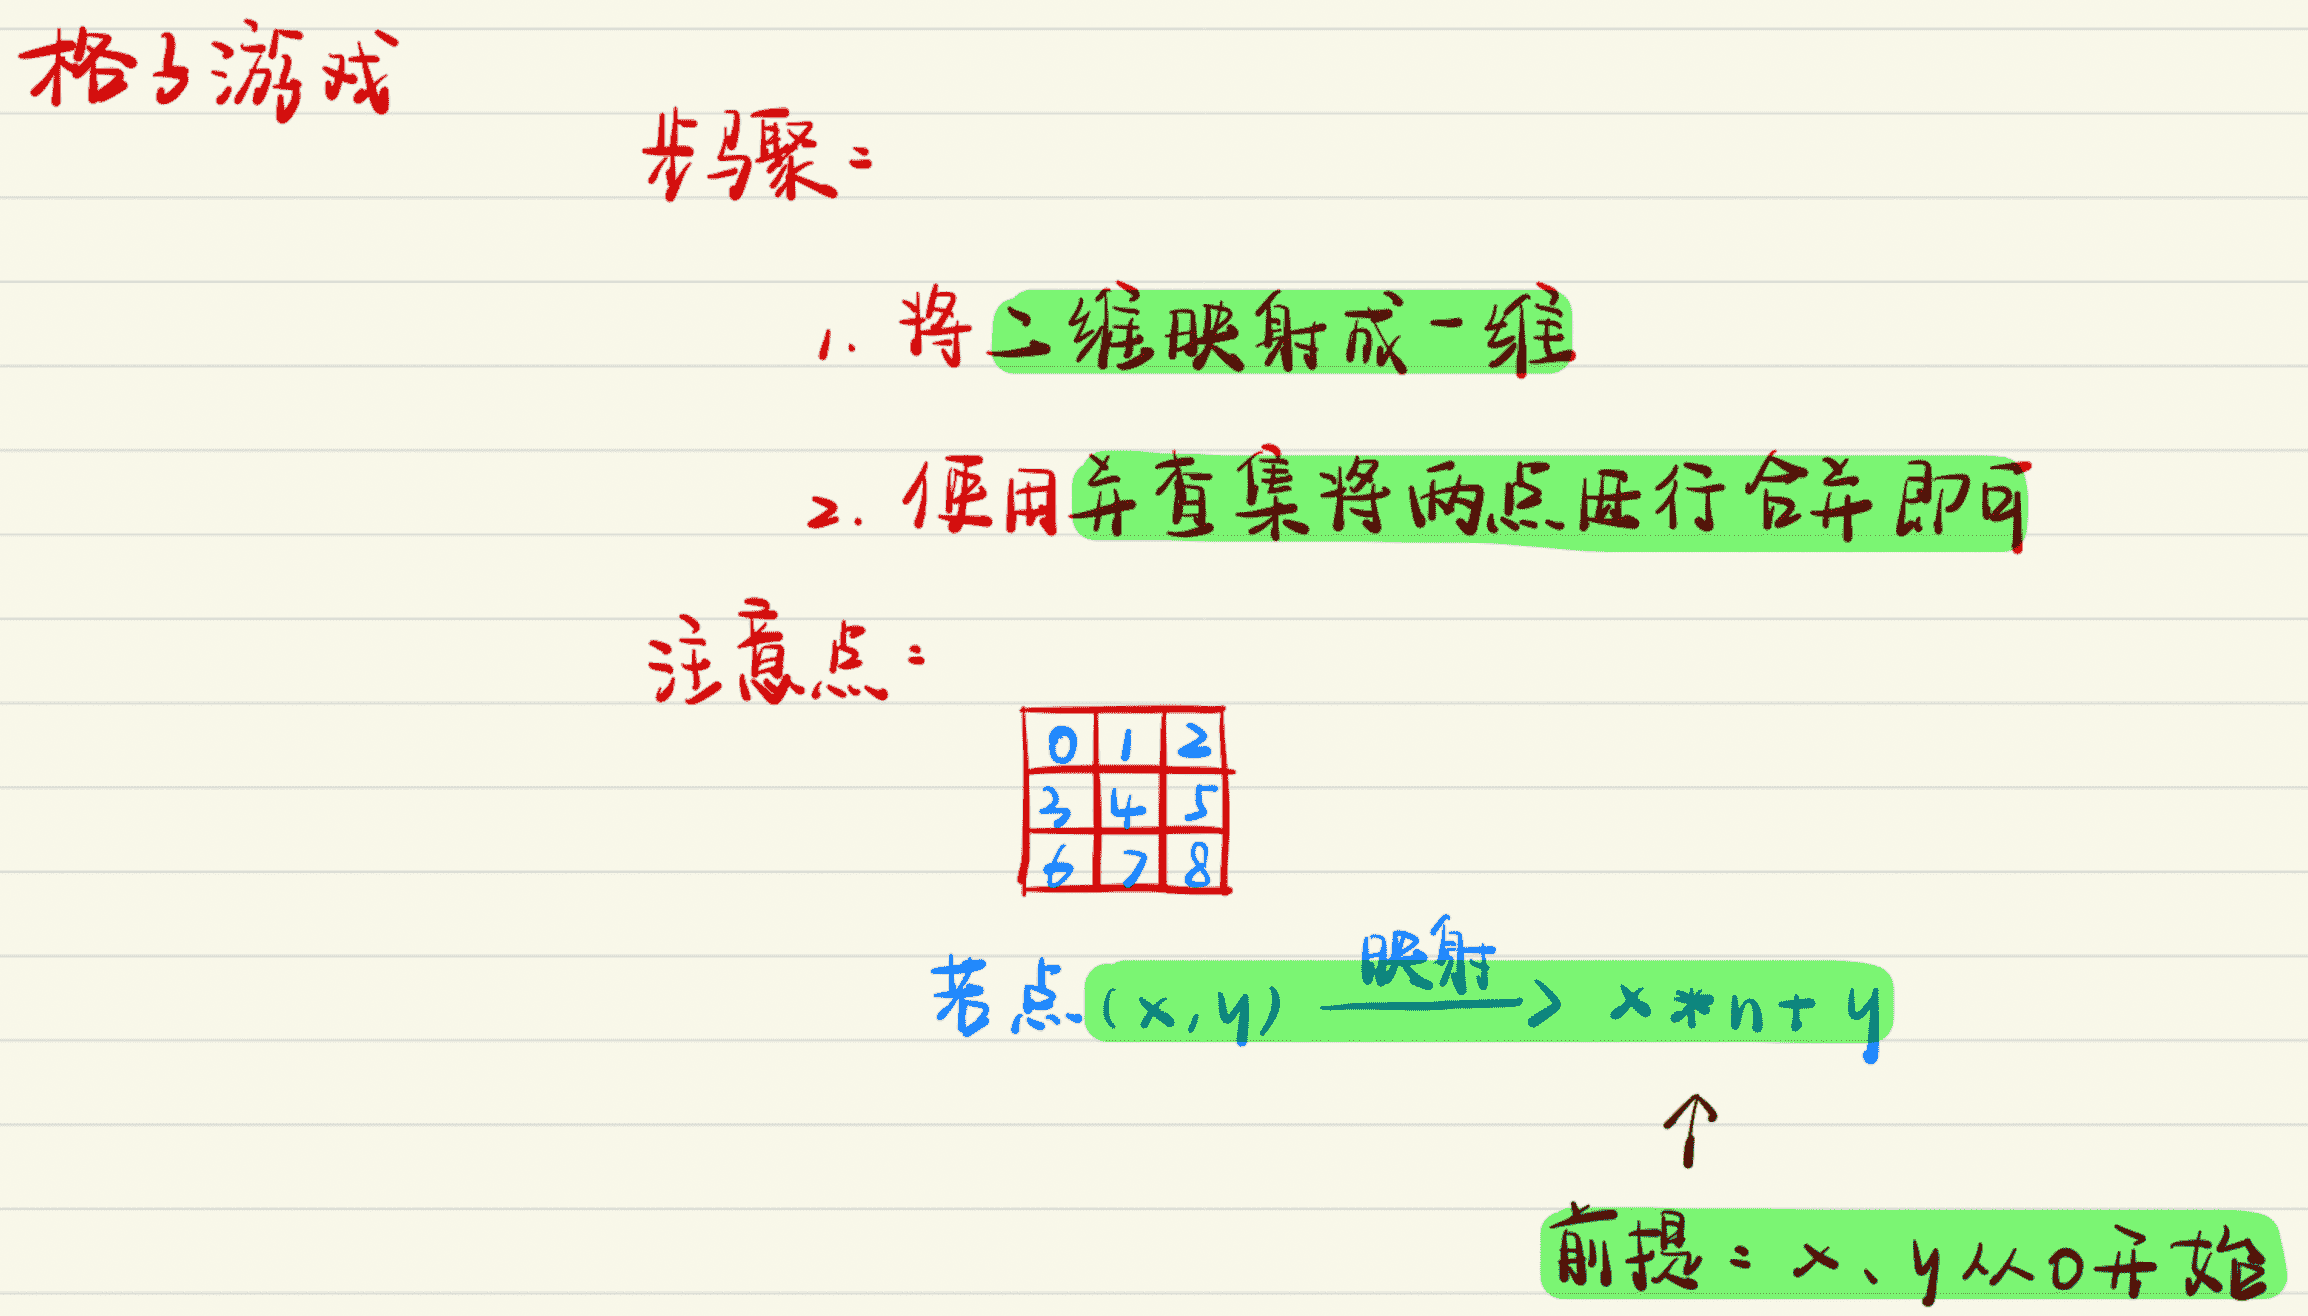 格子游戏
步骤:
1. 将二维映射成一维
2. 使用并查集将两点进行合并即可
注意点:
0 1 2
3 4 5
6 7 8
若点(x,y) 映射—> x*n+y
↑
前提:x、y从0开始